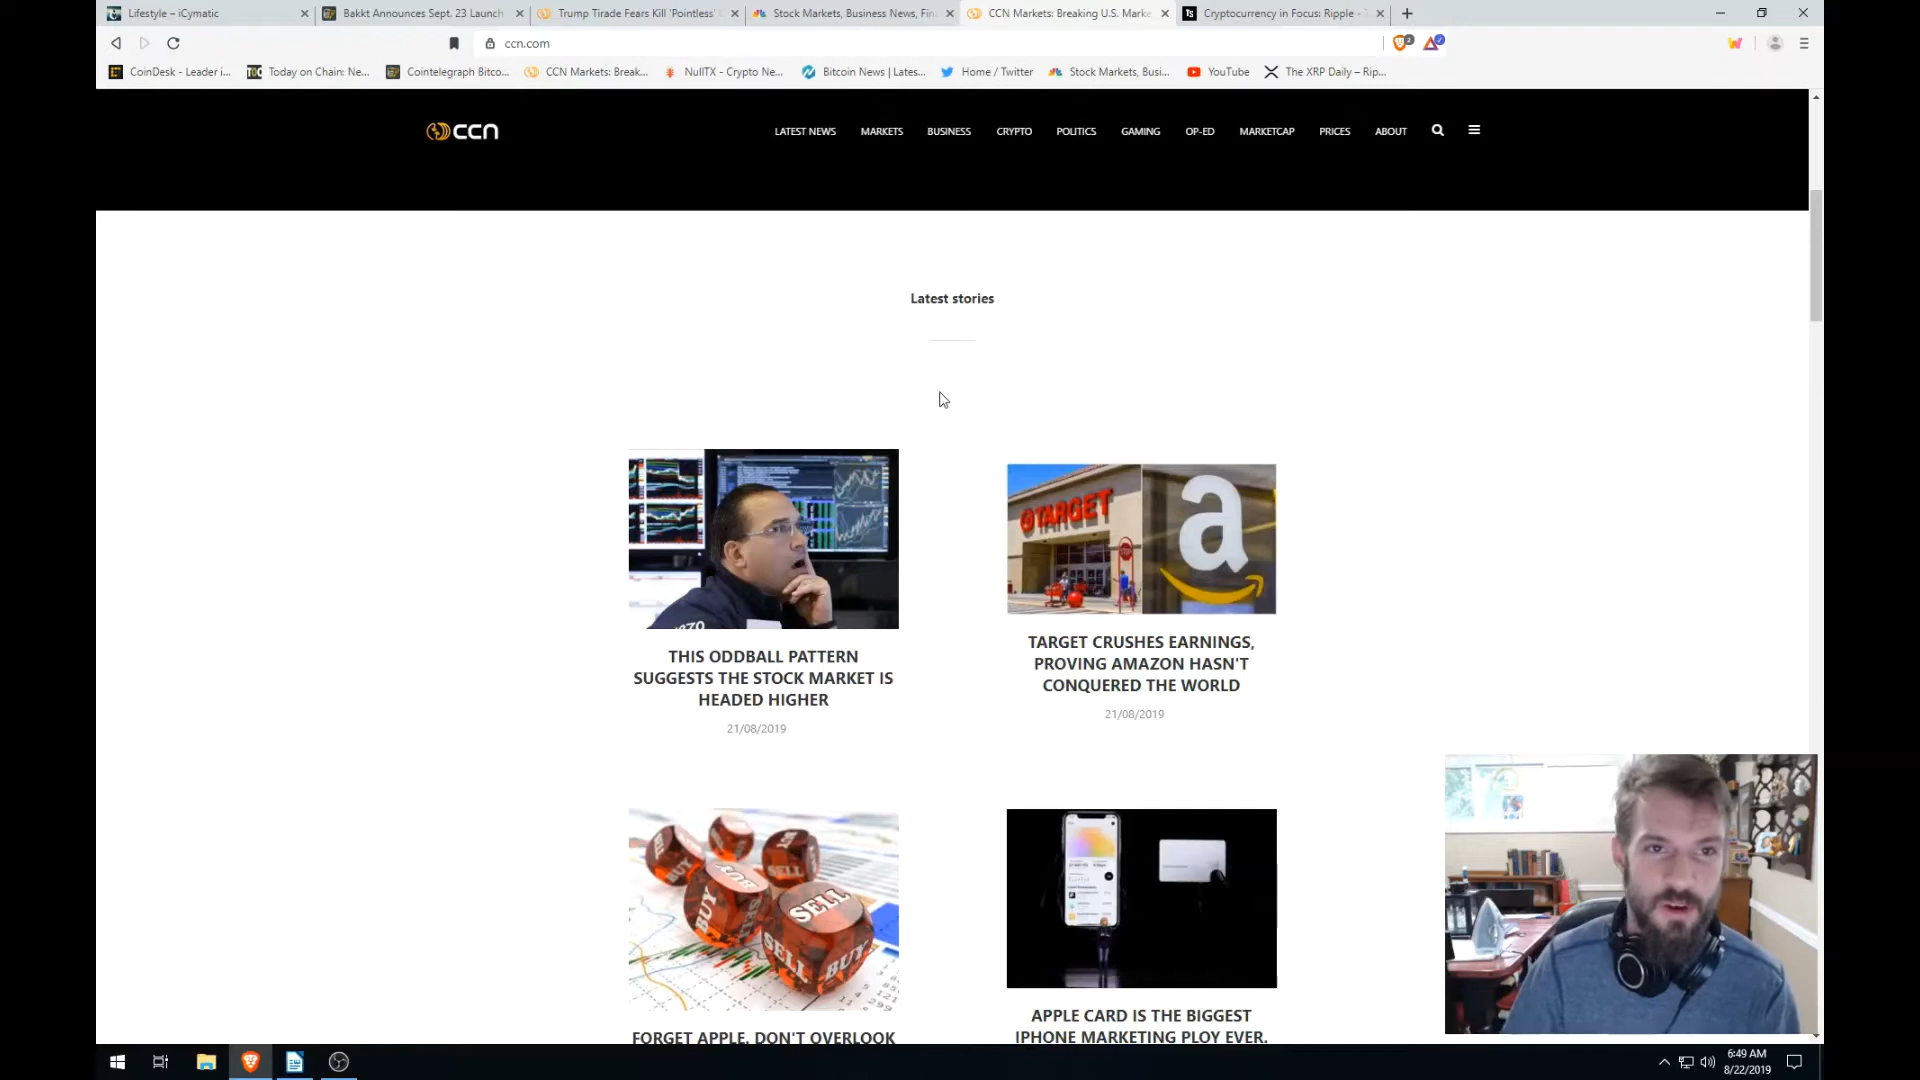 Lifestyle – iCymatic
Bakkt Announces Sept. 23 Launch
Trump Tirade Fears Kill 'Pointless'
Stock Markets, Business News, Fin
CCN Markets: Breaking U.S. Marke
Cryptocurrency in Focus: Ripple -
ccn.com
CoinDesk - Leader i...
Today on Chain: Ne...
Cointelegraph Bitco...
CCN Markets: Break...
NullTX - Crypto Ne...
Bitcoin News | Lates...
Home / Twitter
Stock Markets, Busi...
YouTube
The XRP Daily – Rip...
CCN
LATEST NEWS
MARKETS
BUSINESS
CRYPTO
POLITICS
GAMING
OP-ED
MARKETCAP
PRICES
ABOUT
Latest stories
TARGET
a
THIS ODDBALL PATTERN
SUGGESTS THE STOCK MARKET IS
HEADED HIGHER
21/08/2019
TARGET CRUSHES EARNINGS,
PROVING AMAZON HASN'T
CONQUERED THE WORLD
21/08/2019
BUY
SELL
BUY
SELL
SELL
BUY
FORGET APPLE. DON'T OVERLOOK
APPLE CARD IS THE BIGGEST
IPHONE MARKETING PLOY EVER.
6:49 AM
8/22/2019